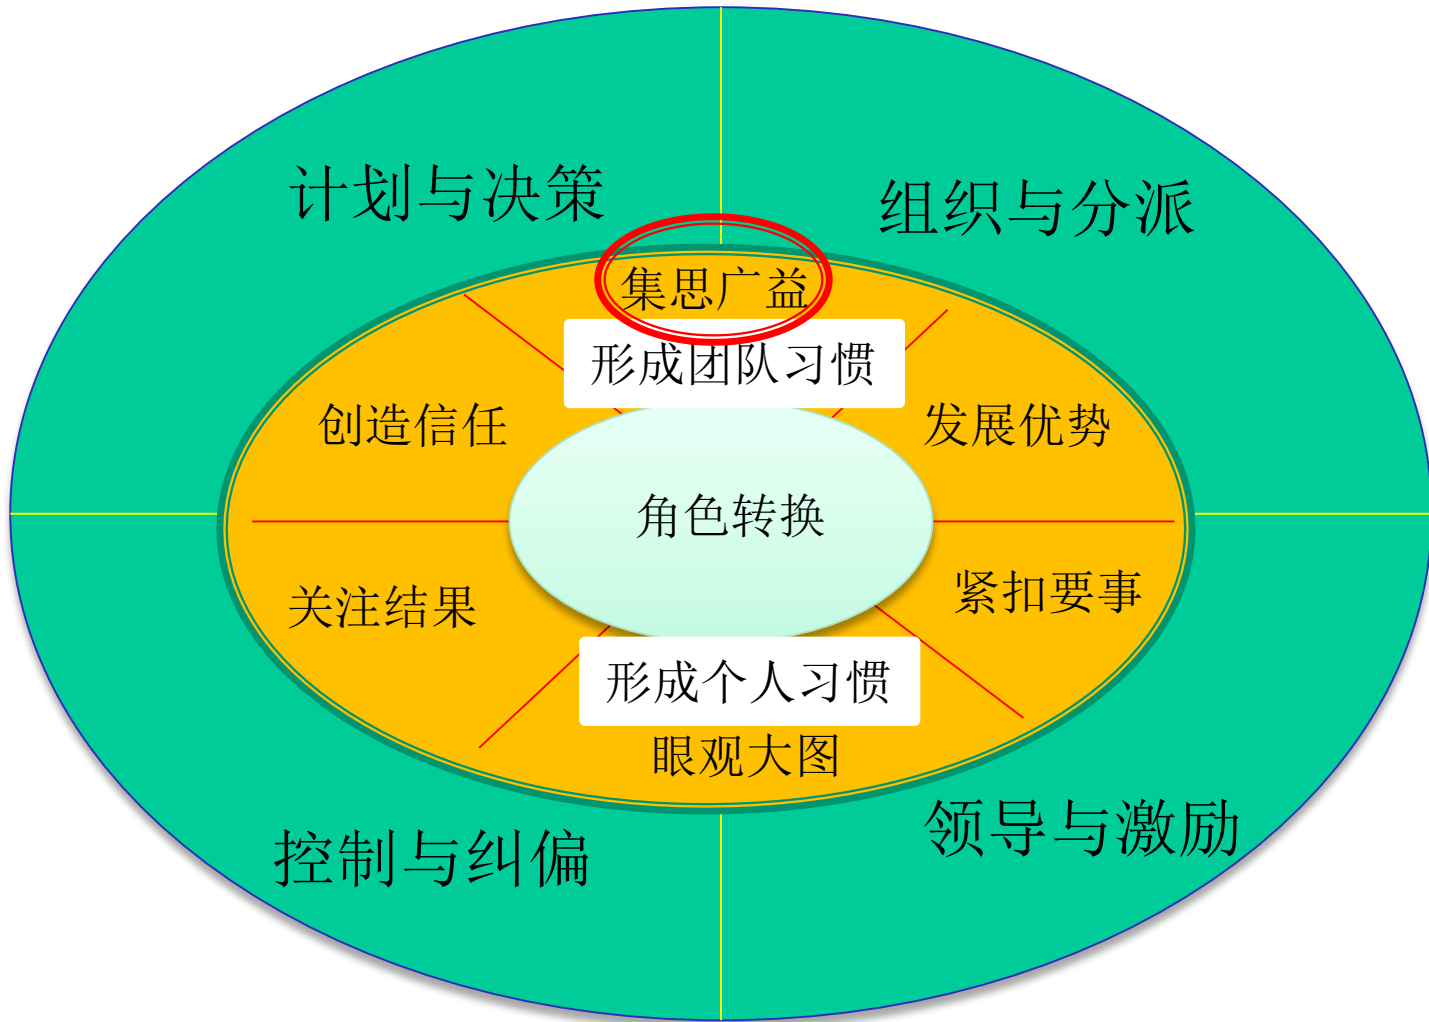 计划与决策
组织与分派
集思广益
形成团队习惯
创造信任
发展优势
角色转换
关注结果
紧扣要事
形成个人习惯
眼观大图
控制与纠偏
领导与激励